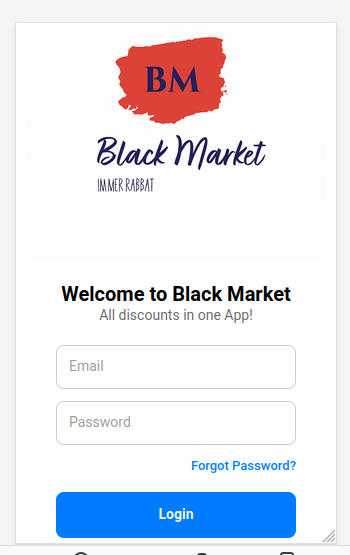 BM
Black Market
IMMER RABBAT
Welcome to Black Market
All discounts in one App!
Email
Password
Forgot Password?
Login